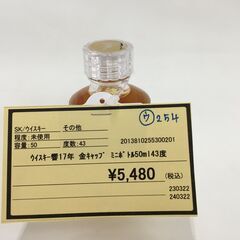 ウ254
SK/ウイスキー その他
程度: 未使用 2013810255300201
容量: 50 度数: 43
ウイスキー響17年 金キャップ ミニボトル50ml43度
¥5,480 (税込)
230322
240322